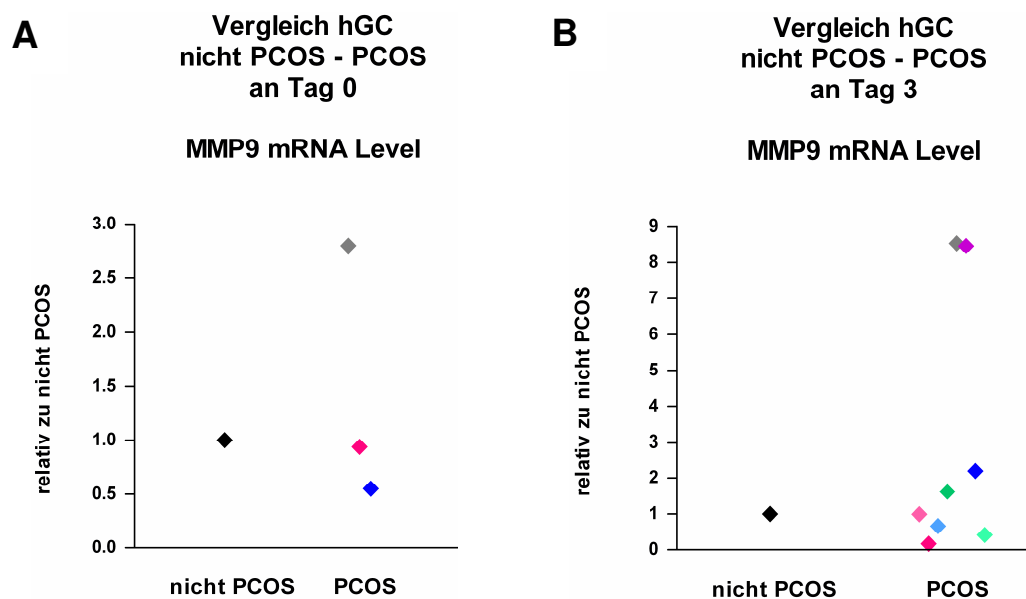 A
Vergleich hGC
nicht PCOS - PCOS
an Tag 0
MMP9 mRNA Level
relativ zu nicht PCOS
3.0
2.5
2.0
1.5
1.0
0.5
0.0
nicht PCOS
PCOS
B
Vergleich hGC
nicht PCOS - PCOS
an Tag 3
MMP9 mRNA Level
relativ zu nicht PCOS
9
8
7
6
5
4
3
2
1
0
nicht PCOS
PCOS